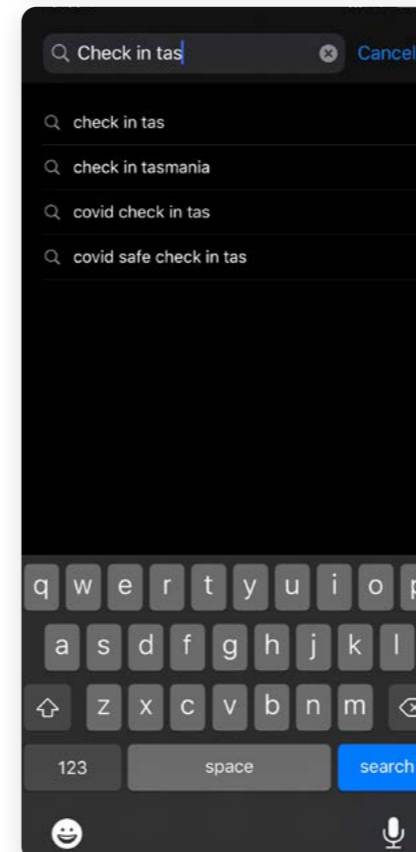 Check in tas
Cancel
check in tas
check in tasmania
covid check in tas
covid safe check in tas
q w e r t y u i o p
a s d f g h j k l
z x c v b n m
123 space search